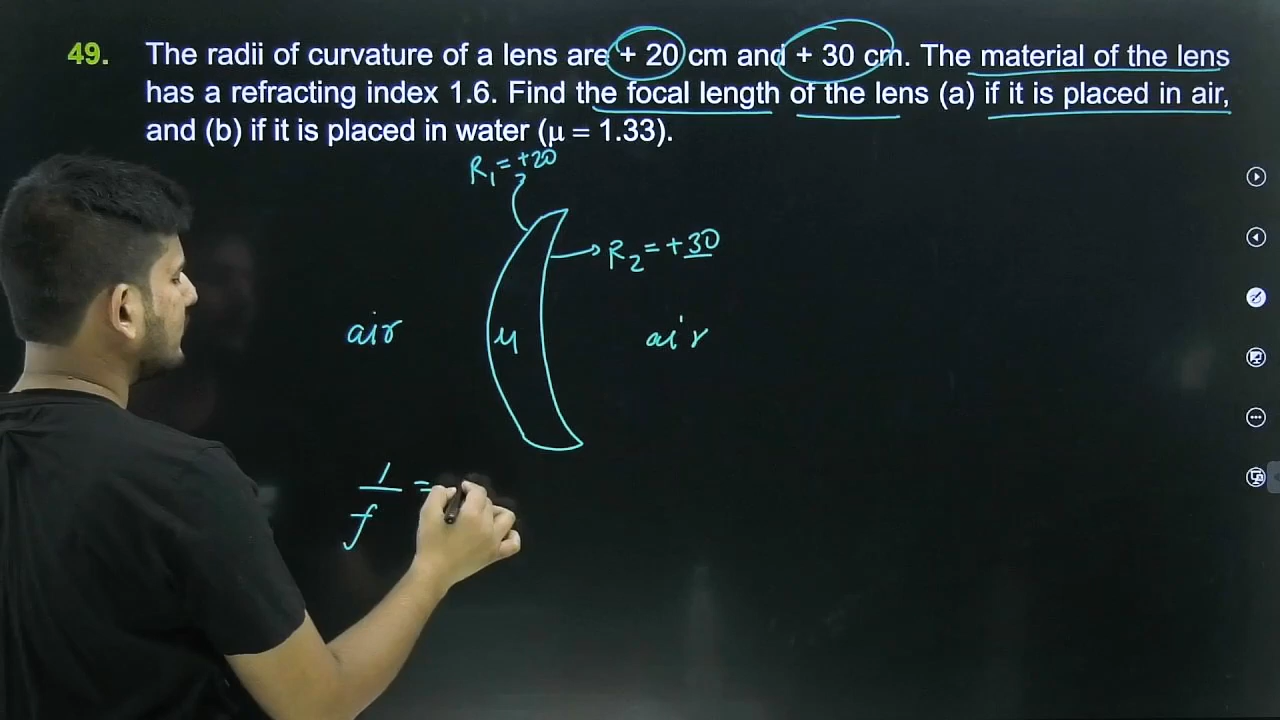 49. The radii of curvature of a lens are + 20 cm and + 30 cm. The material of the lens
has a refracting index 1.6. Find the focal length of the lens (a) if it is placed in air,
and (b) if it is placed in water (μ = 1.33).
R₁ = +20
R₂ = +30
air μ air
1/f =